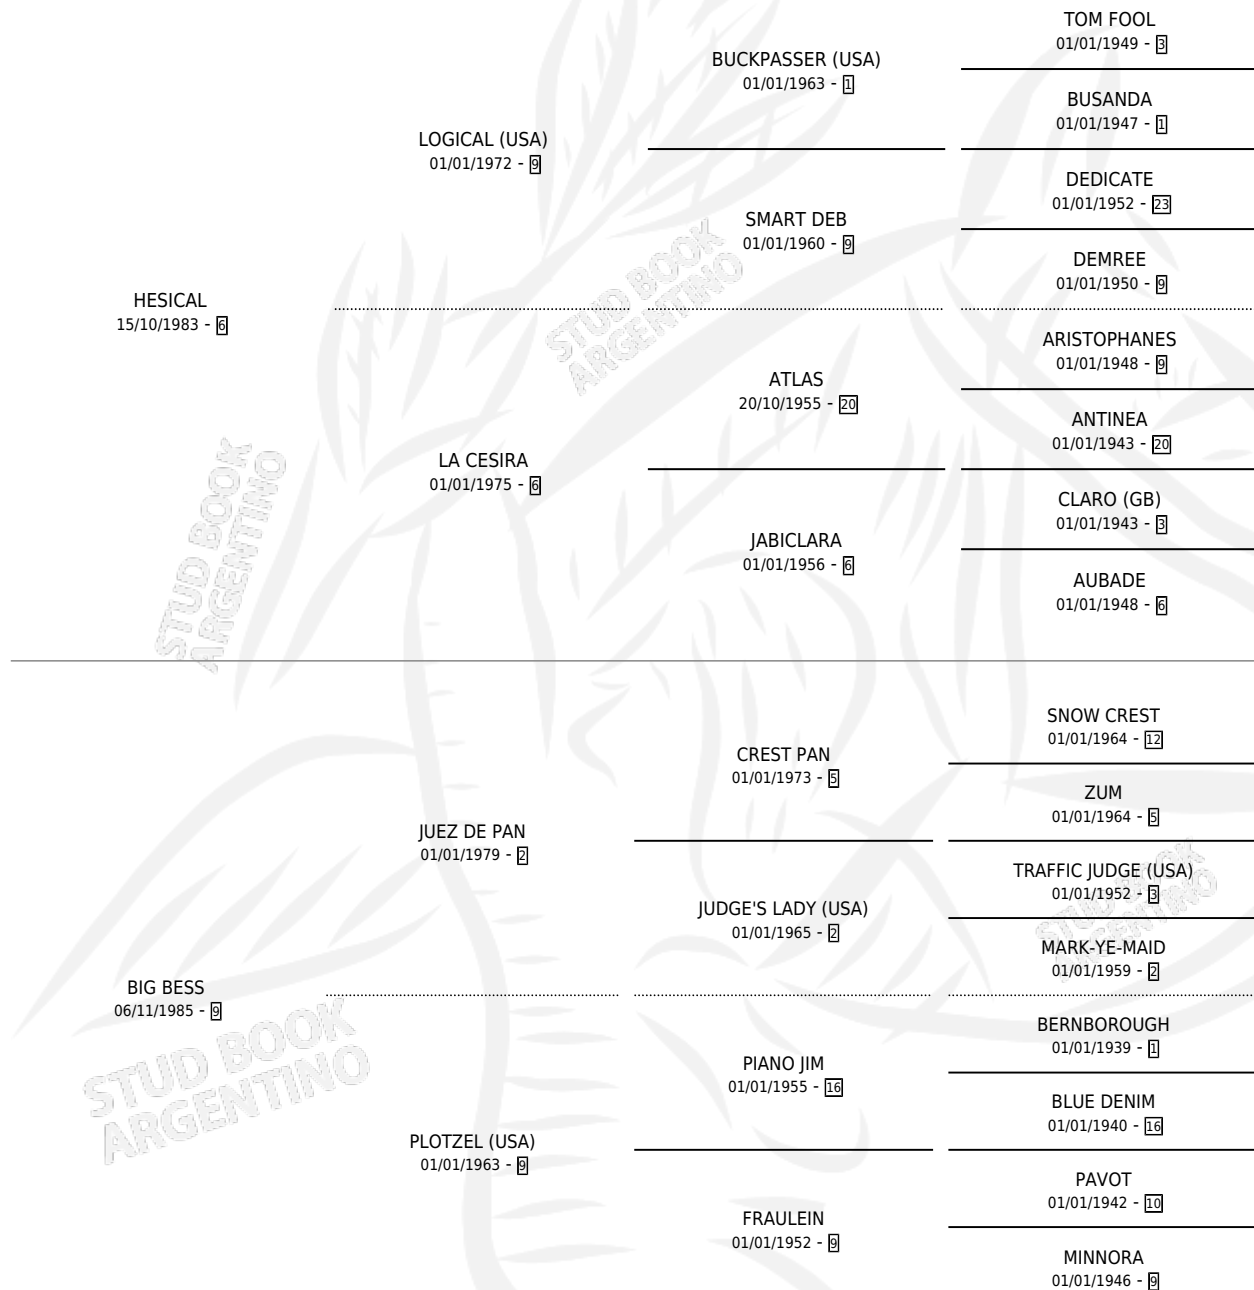 TOM FOOL
01/01/1949 - 3
BUCKPASSER (USA)
01/01/1963 - 1
BUSANDA
01/01/1947 - 1
LOGICAL (USA)
01/01/1972 - 9
DEDICATE
01/01/1952 - 23
SMART DEB
01/01/1960 - 9
DEMREE
01/01/1950 - 9
HESICAL
15/10/1983 - 6
ARISTOPHANES
01/01/1948 - 9
ATLAS
20/10/1955 - 20
ANTINEA
01/01/1943 - 20
LA CESIRA
01/01/1975 - 6
CLARO (GB)
01/01/1943 - 3
JABICLARA
01/01/1956 - 6
AUBADE
01/01/1948 - 6
SNOW CREST
01/01/1964 - 12
CREST PAN
01/01/1973 - 5
ZUM
01/01/1964 - 5
JUEZ DE PAN
01/01/1979 - 2
TRAFFIC JUDGE (USA)
01/01/1952 - 3
JUDGE'S LADY (USA)
01/01/1965 - 2
MARK-YE-MAID
01/01/1959 - 2
BIG BESS
06/11/1985 - 9
BERNBOROUGH
01/01/1939 - 1
PIANO JIM
01/01/1955 - 16
BLUE DENIM
01/01/1940 - 16
PLOTZEL (USA)
01/01/1963 - 9
PAVOT
01/01/1942 - 10
FRAULEIN
01/01/1952 - 9
MINNORA
01/01/1946 - 9
STUD BOOK
ARGENTINO
STUD BOOK
ARGENTINO
STUD BOOK
ARGENTINO
STUD BOOK
ARGENTINO